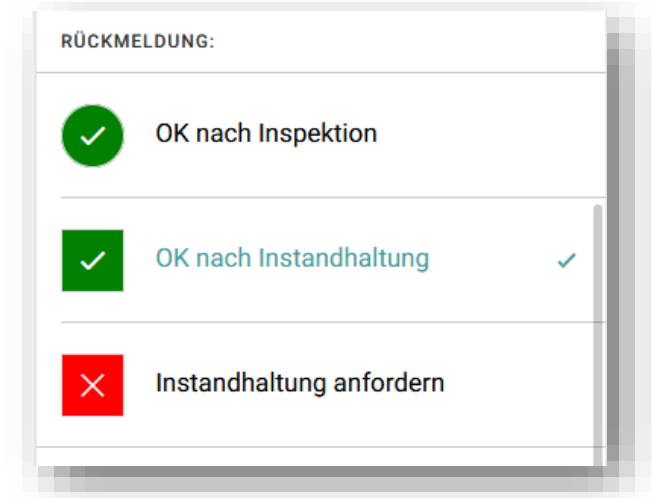 RÜCKMELDUNG:
OK nach Inspektion
OK nach Instandhaltung
Instandhaltung anfordern